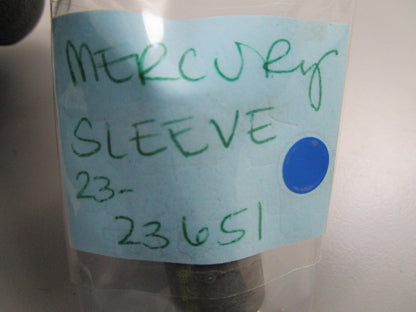 MERCURY
SLEEVE
23-
23651